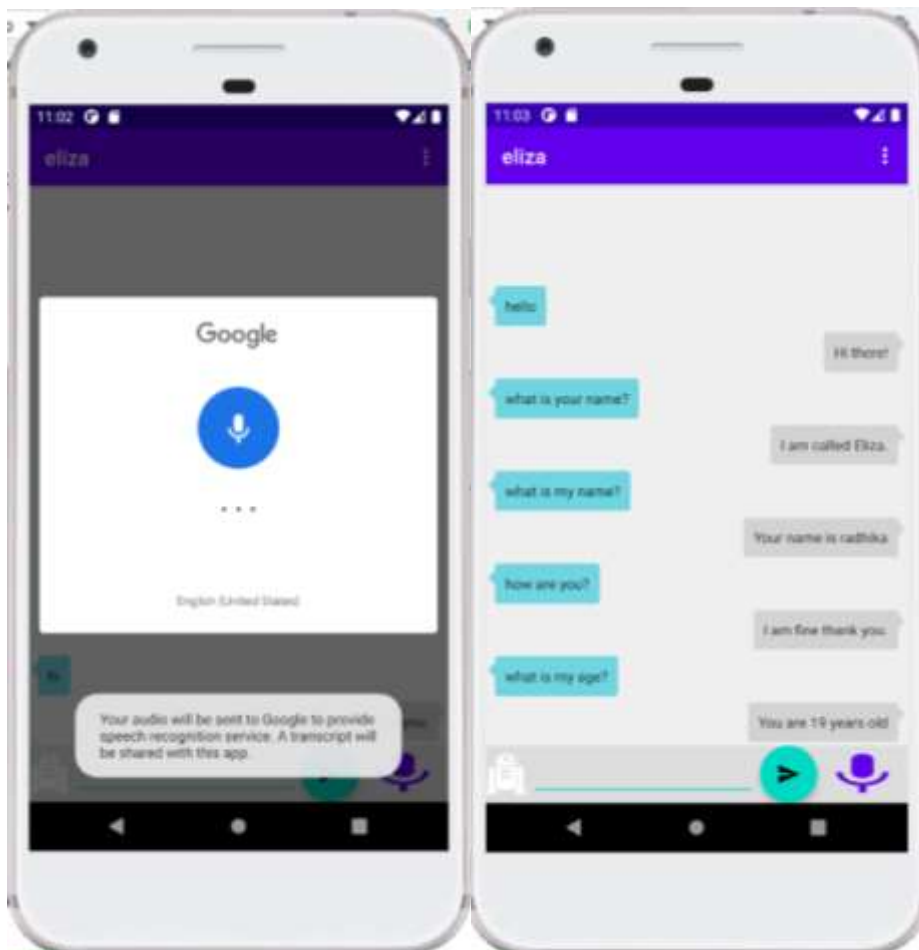 11:02
eliza
Google
English (United States)
Your audio will be sent to Google to provide
speech recognition service. A transcript will
be shared with this app.
11:03
eliza
hello
Hi there!
what is your name?
I am called Eliza.
what is my name?
Your name is radhika
how are you?
I am fine thank you.
what is my age?
You are 19 years old